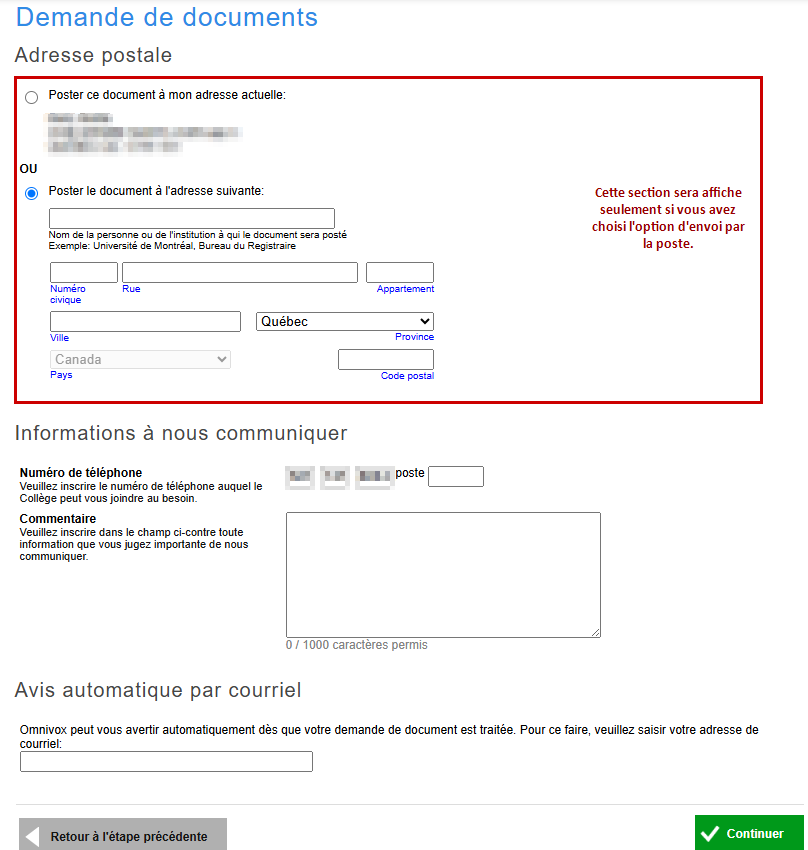 Demande de documents
Adresse postale
Poster ce document à mon adresse actuelle:
OU
Poster le document à l'adresse suivante:
Cette section sera affiche
seulement si vous avez
choisi l'option d'envoi par
la poste.
Nom de la personne ou de l'institution à qui le document sera posté
Exemple: Université de Montréal, Bureau du Registraire
Numéro
civique
Rue
Appartement
Québec
Ville
Province
Canada
Pays
Code postal
Informations à nous communiquer
Numéro de téléphone
poste
Veuillez inscrire le numéro de téléphone auquel le
Collège peut vous joindre au besoin.
Commentaire
Veuillez inscrire dans le champ ci-contre toute
information que vous jugez importante de nous
communiquer.
0 / 1000 caractères permis
Avis automatique par courriel
Omnivox peut vous avertir automatiquement dès que votre demande de document est traitée. Pour ce faire, veuillez saisir votre adresse de
courriel:
Retour à l'étape précédente
Continuer